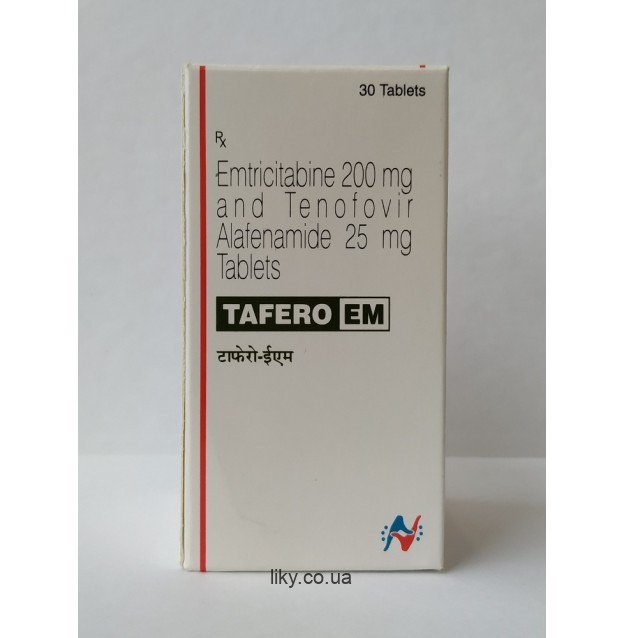 30 Tablets
Rx
Emtricitabine 200 mg
and Tenofovir
Alafenamide 25 mg
Tablets
TAFERO EM
टाफेरो-ईएम
liky.co.ua